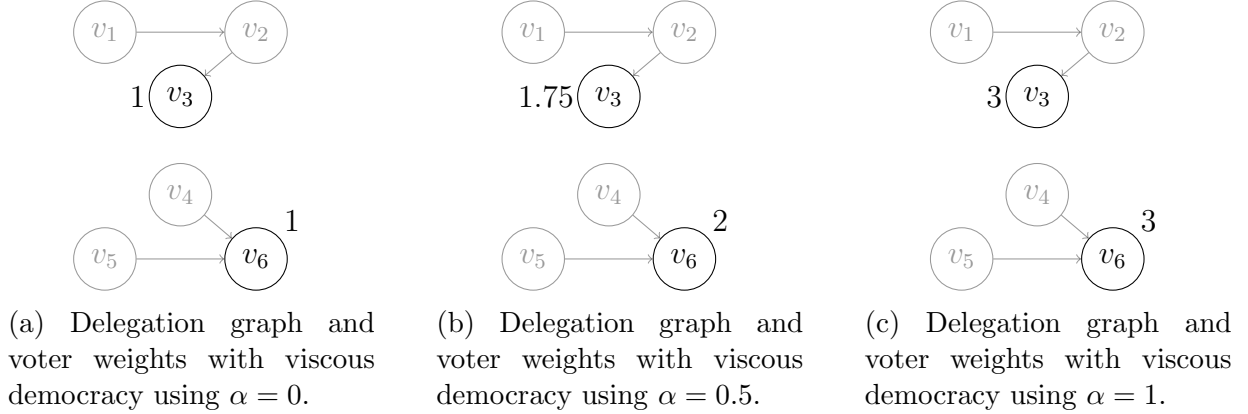 v1 v2
1 v3
v4
1
v5 v6
(a) Delegation graph and
voter weights with viscous
democracy using α = 0.
v1 v2
1.75 v3
v4
2
v5 v6
(b) Delegation graph and
voter weights with viscous
democracy using α = 0.5.
v1 v2
3 v3
v4
3
v5 v6
(c) Delegation graph and
voter weights with viscous
democracy using α = 1.